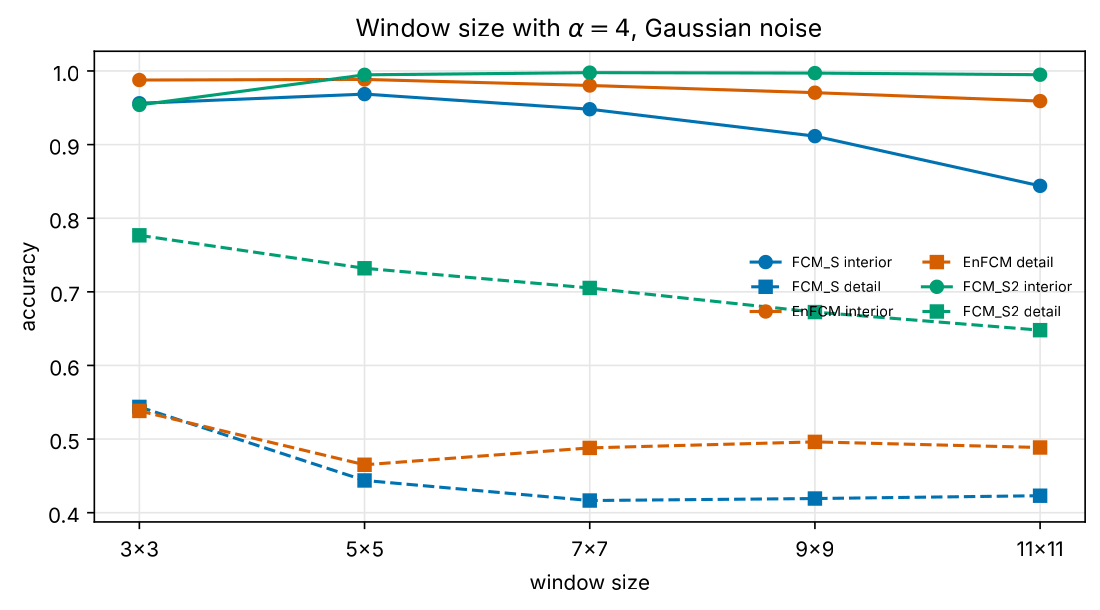 Window size with α = 4, Gaussian noise
1.0
0.9
0.8
0.7
0.6
0.5
0.4
accuracy
FCM_S interior
FCM_S detail
EnFCM interior
EnFCM detail
FCM_S2 interior
FCM_S2 detail
3×3
5×5
7×7
9×9
11×11
window size